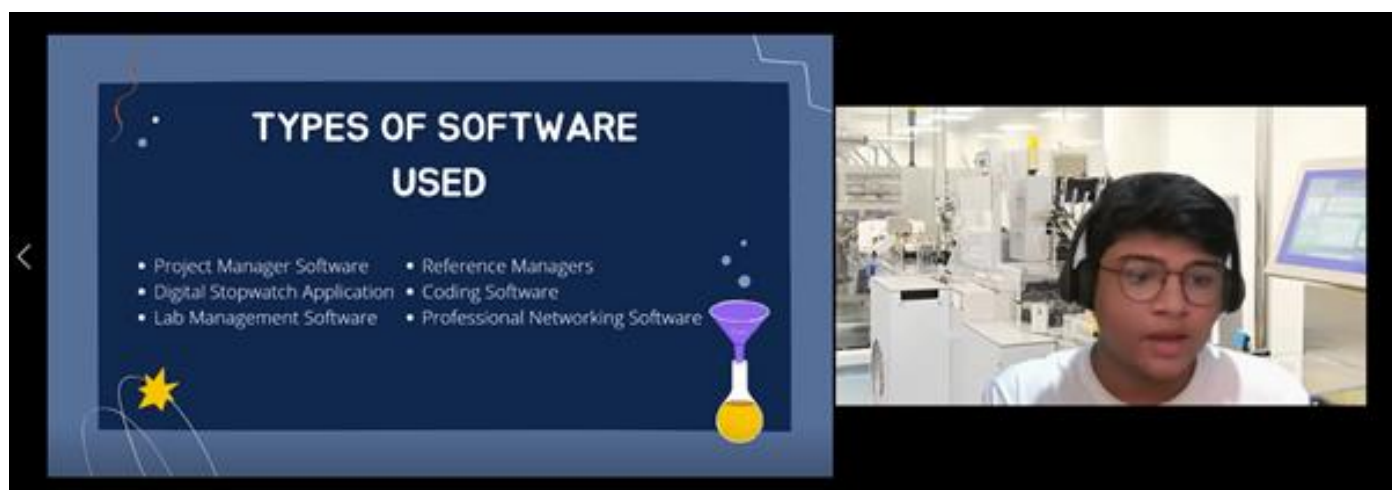 TYPES OF SOFTWARE
USED
• Project Manager Software
• Digital Stopwatch Application
• Lab Management Software
• Reference Managers
• Coding Software
• Professional Networking Software